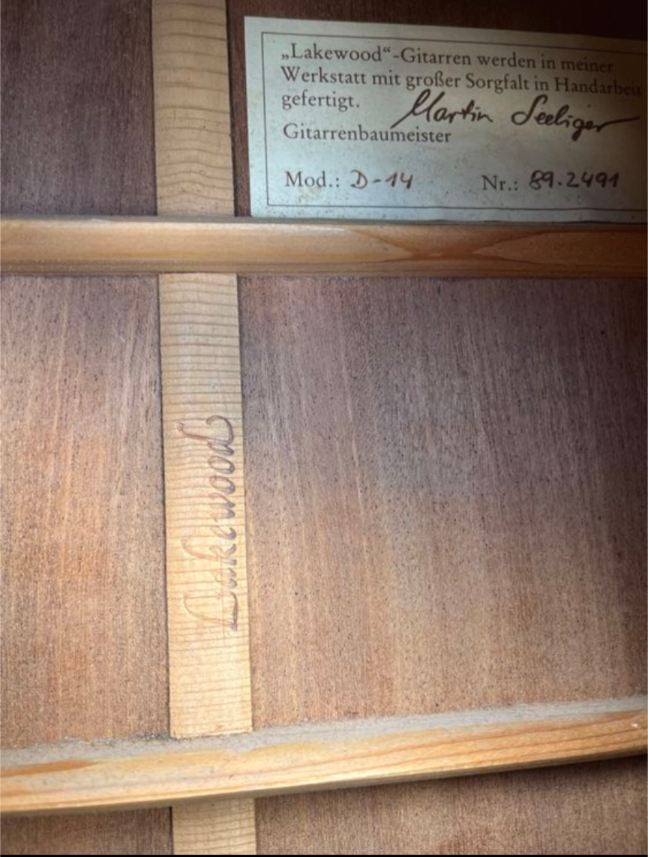 „Lakewood“-Gitarren werden in meiner
Werkstatt mit großer Sorgfalt in Handarbeit
gefertigt. Martin Seeliger
Gitarrenbaumeister
Mod.: D-14 Nr.: 89.2491
Lakewood